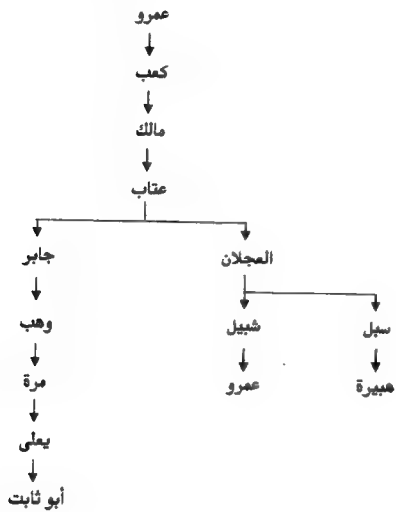 عمرو
كعب
مالك
عتاب
العجلان جابر
سبل شبيل وهب
هبيرة عمرو مرة
يعلى
أبو ثابت